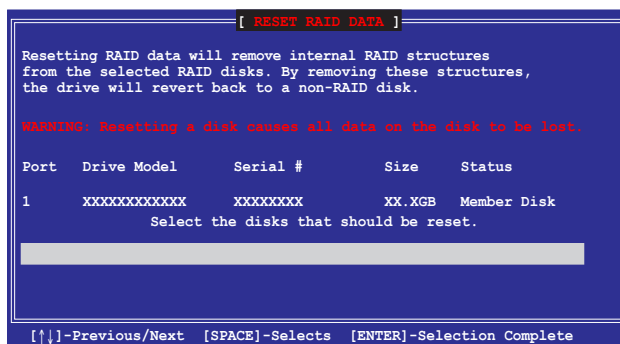 [ RESET RAID DATA ]
Resetting RAID data will remove internal RAID structures
from the selected RAID disks. By removing these structures,
the drive will revert back to a non-RAID disk.
WARNING: Resetting a disk causes all data on the disk to be lost.
Port Drive Model Serial # Size Status
1 XXXXXXXXXXXX XXXXXXXX XX.XGB Member Disk
Select the disks that should be reset.
[↑↓]-Previous/Next [SPACE]-Selects [ENTER]-Selection Complete